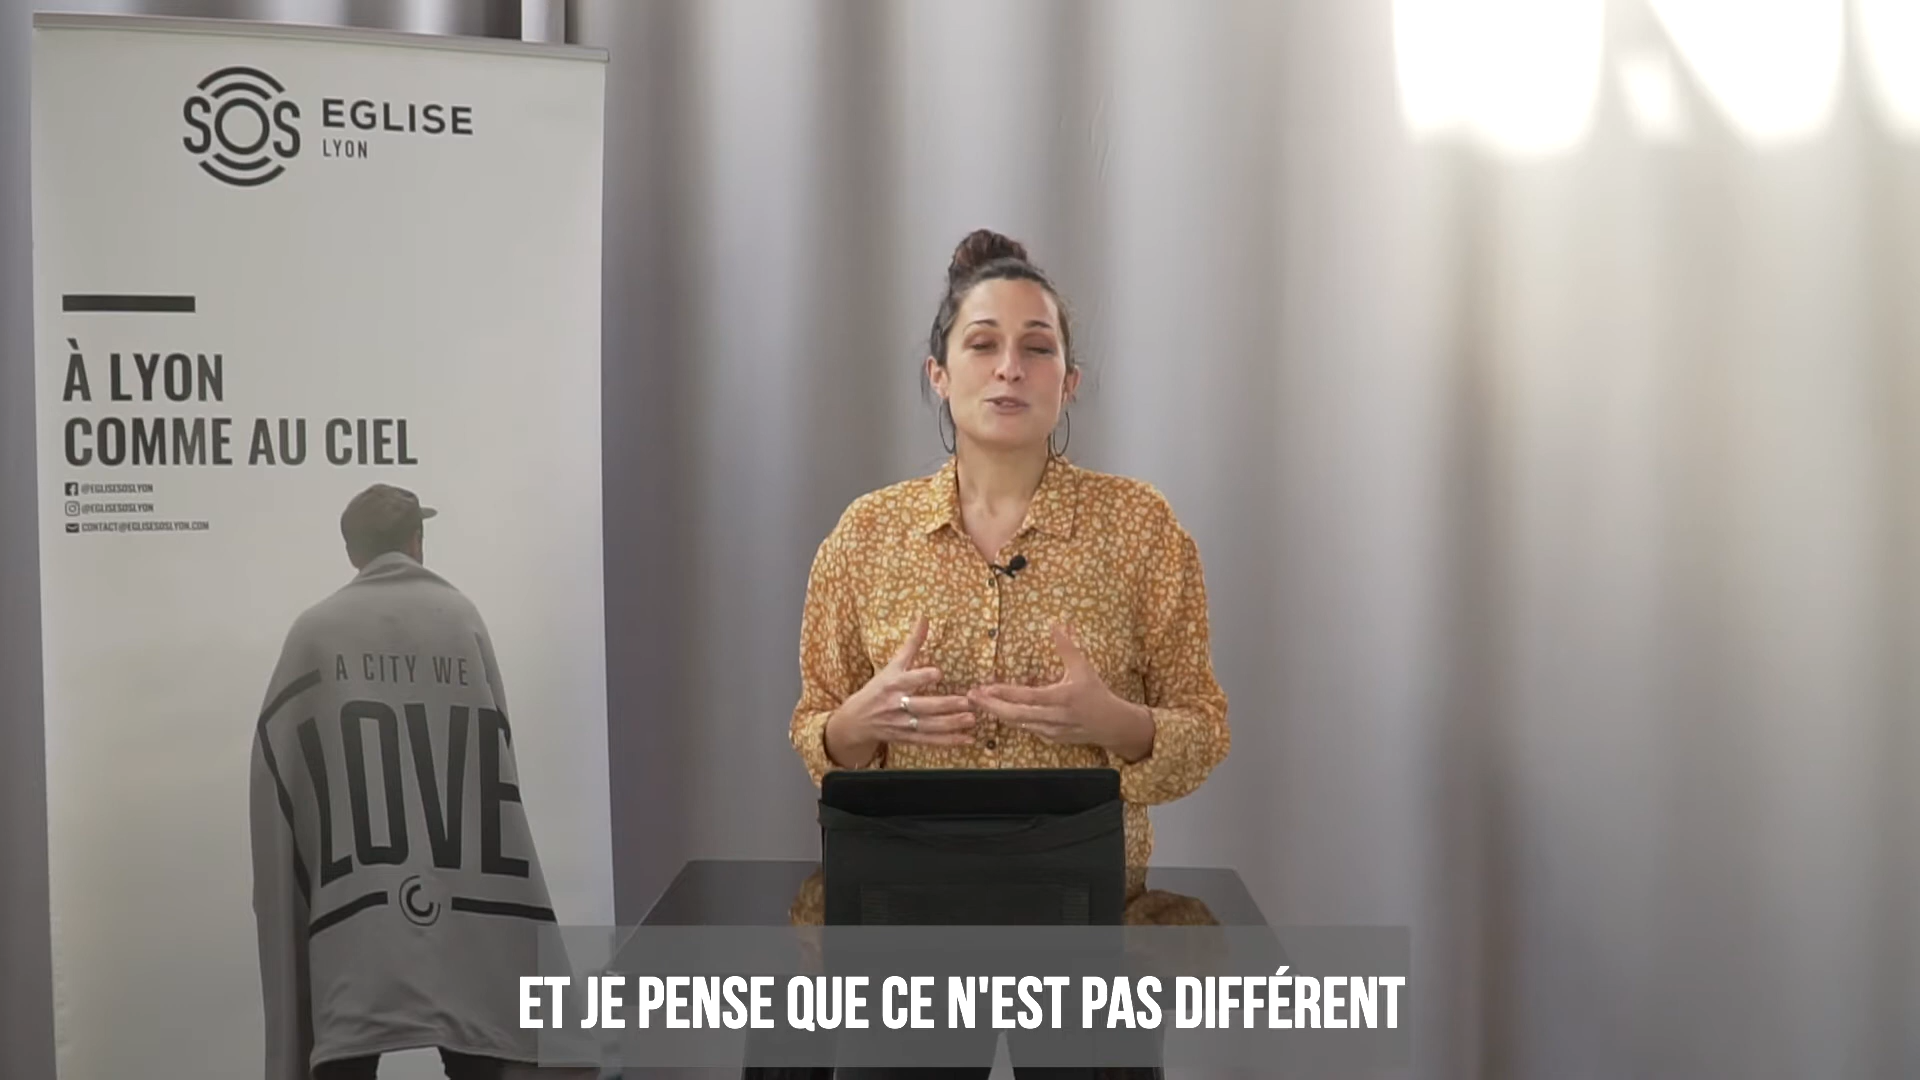 SOS EGLISE
LYON
À LYON
COMME AU CIEL
@EGLISESOSLYON
@EGLISESOSLYON
CONTACT@EGLISESOSLYON.COM
A CITY WE
LOVE
ET JE PENSE QUE CE N'EST PAS DIFFÉRENT